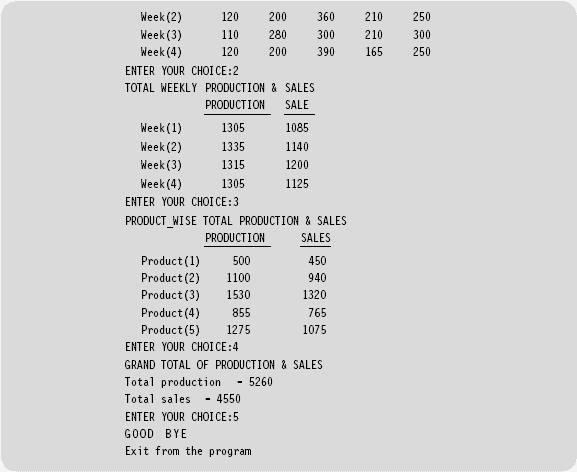 Week(2) 120 200 360 210 250
Week(3) 110 280 300 210 300
Week(4) 120 200 390 165 250
ENTER YOUR CHOICE:2
TOTAL WEEKLY PRODUCTION & SALES
PRODUCTION SALE
Week(1) 1305 1085
Week(2) 1335 1140
Week(3) 1315 1200
Week(4) 1305 1125
ENTER YOUR CHOICE:3
PRODUCT_WISE TOTAL PRODUCTION & SALES
PRODUCTION SALES
Product(1) 500 450
Product(2) 1100 940
Product(3) 1530 1320
Product(4) 855 765
Product(5) 1275 1075
ENTER YOUR CHOICE:4
GRAND TOTAL OF PRODUCTION & SALES
Total production = 5260
Total sales = 4550
ENTER YOUR CHOICE:5
GOOD BYE
Exit from the program